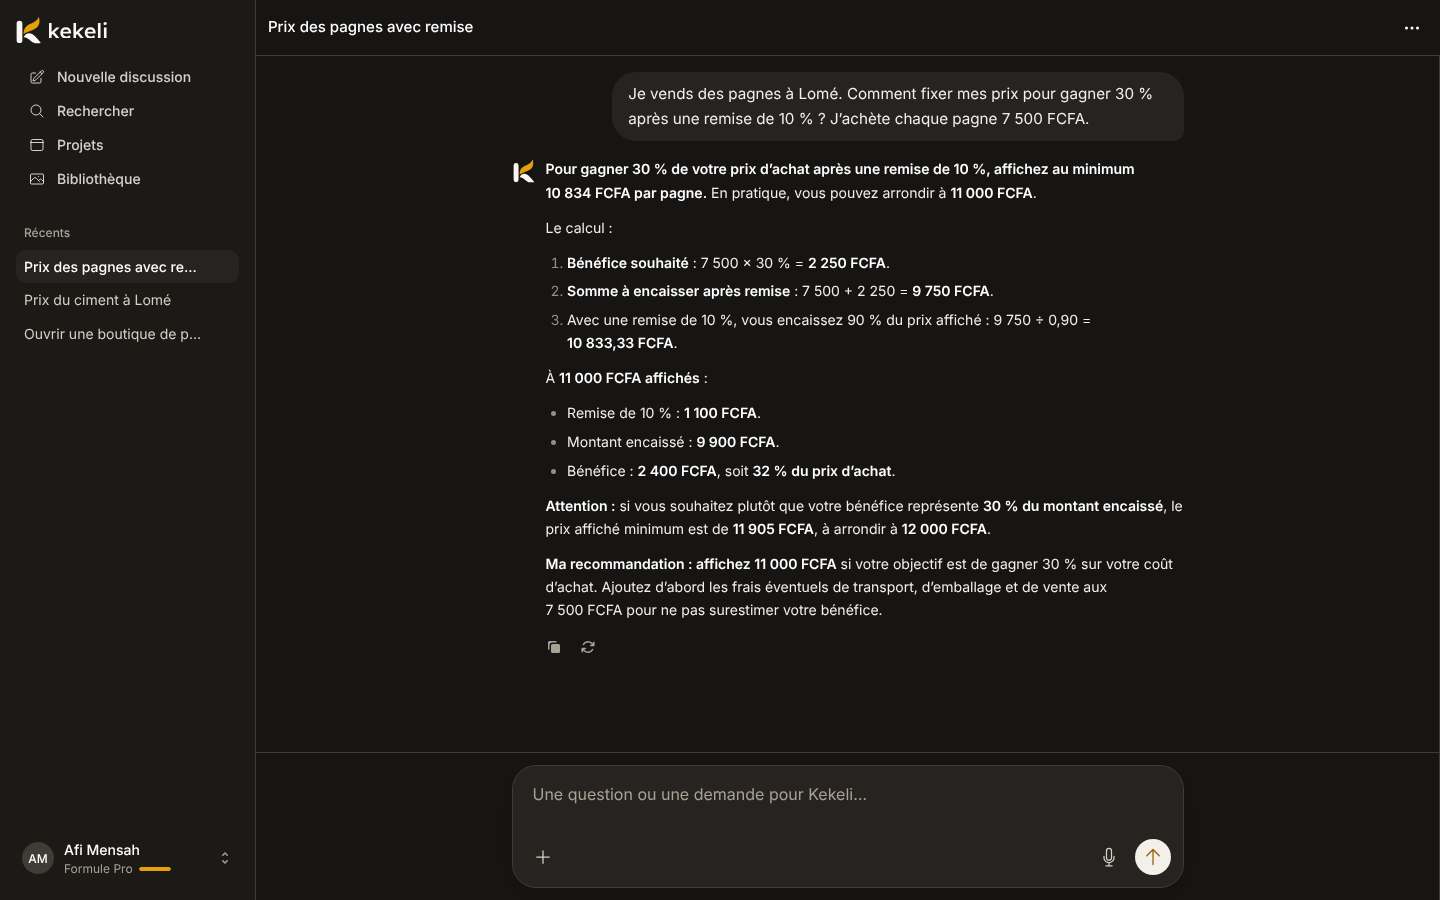 kekeli
Nouvelle discussion
Rechercher
Projets
Bibliothèque
Récents
Prix des pagnes avec re...
Prix du ciment à Lomé
Ouvrir une boutique de p...
AM
Afi Mensah
Formule Pro
Prix des pagnes avec remise
Je vends des pagnes à Lomé. Comment fixer mes prix pour gagner 30 %
après une remise de 10 % ? J’achète chaque pagne 7 500 FCFA.
Pour gagner 30 % de votre prix d’achat après une remise de 10 %, affichez au minimum
10 834 FCFA par pagne. En pratique, vous pouvez arrondir à 11 000 FCFA.
Le calcul :
1. Bénéfice souhaité : 7 500 × 30 % = 2 250 FCFA.
2. Somme à encaisser après remise : 7 500 + 2 250 = 9 750 FCFA.
3. Avec une remise de 10 %, vous encaissez 90 % du prix affiché : 9 750 ÷ 0,90 =
10 833,33 FCFA.
À 11 000 FCFA affichés :
• Remise de 10 % : 1 100 FCFA.
• Montant encaissé : 9 900 FCFA.
• Bénéfice : 2 400 FCFA, soit 32 % du prix d’achat.
Attention : si vous souhaitez plutôt que votre bénéfice représente 30 % du montant encaissé, le
prix affiché minimum est de 11 905 FCFA, à arrondir à 12 000 FCFA.
Ma recommandation : affichez 11 000 FCFA si votre objectif est de gagner 30 % sur votre coût
d’achat. Ajoutez d’abord les frais éventuels de transport, d’emballage et de vente aux
7 500 FCFA pour ne pas surestimer votre bénéfice.
Une question ou une demande pour Kekeli...